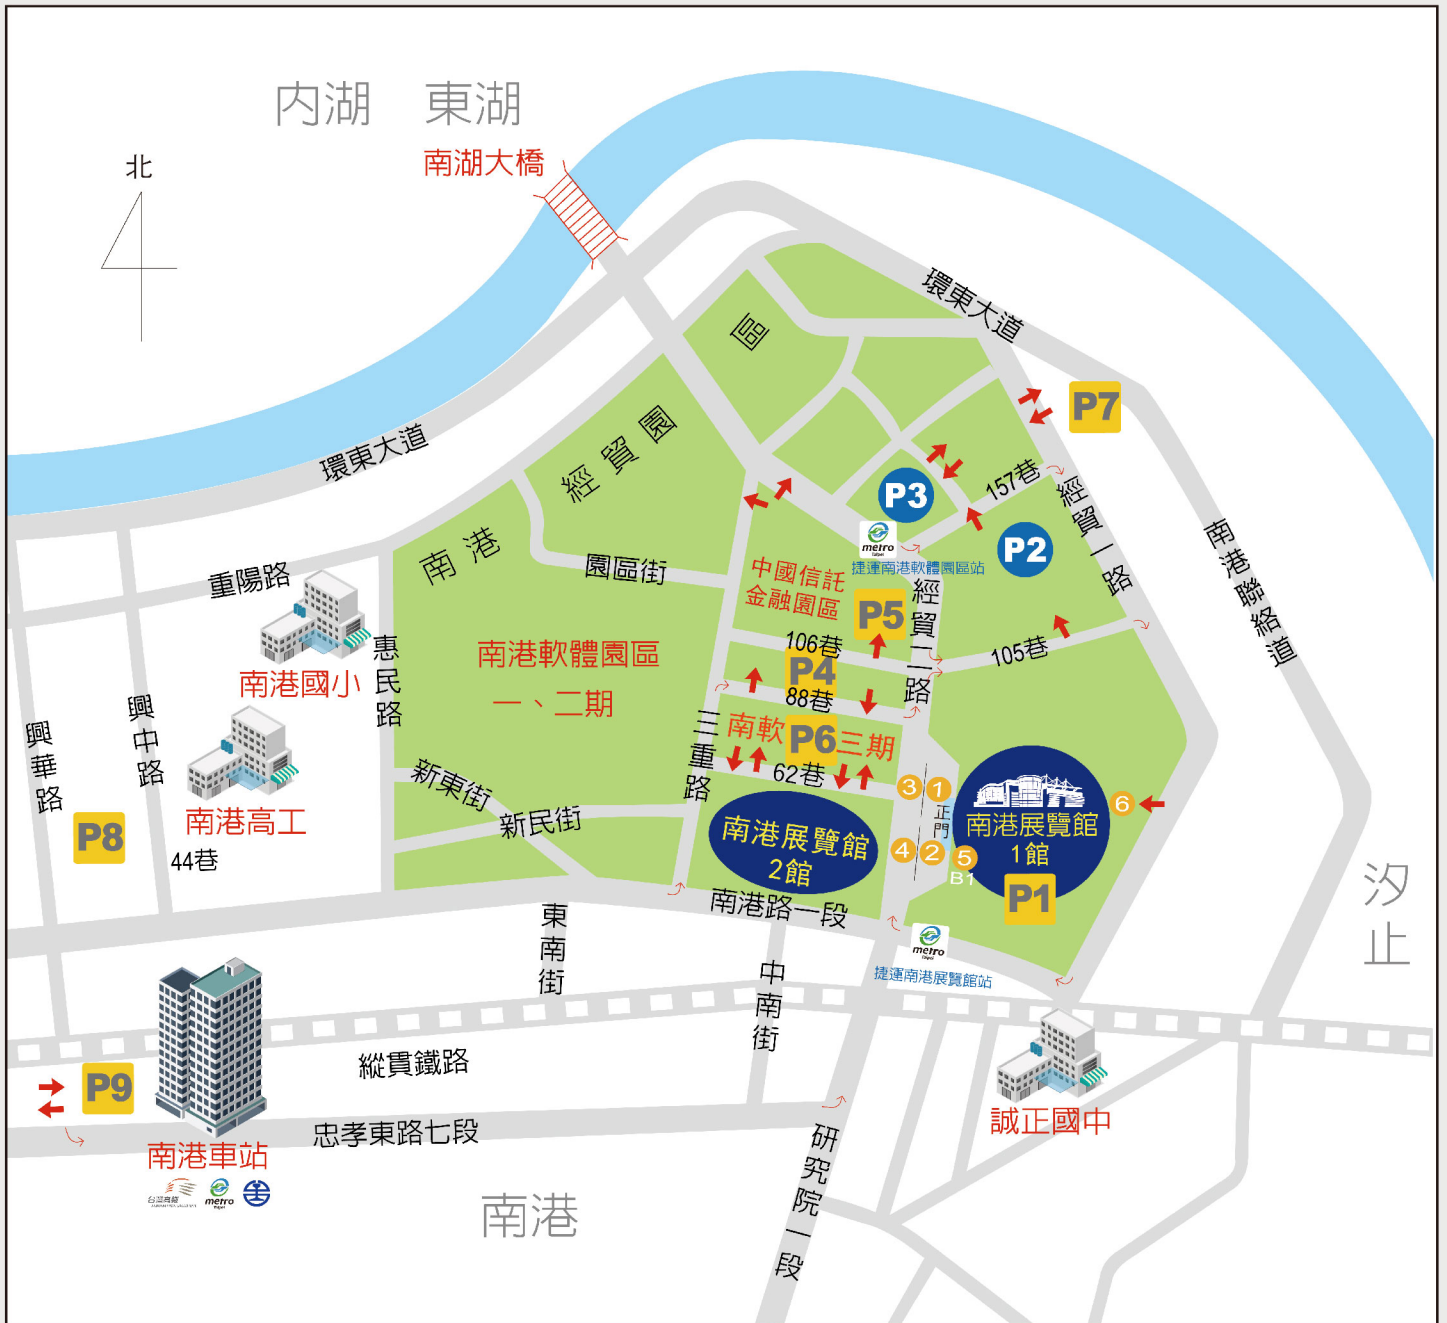 內湖
東湖
北
南湖大橋
環東大道
區
環東大道
經貿園
南港
P7
P3
157巷
P2
經貿一路
南港聯絡道
metro
捷運南港軟體園區站
重陽路
園區街
中國信託
金融園區
P5
經貿二路
106巷
P4
105巷
88巷
南港軟體園區
一、二期
惠民路
南港國小
三重路
南軟
P6
三期
62巷
興華路
興中路
南港高工
P8
44巷
新東街
新民街
南港展覽館
2館
3
1
正門
4
2
5
B1
6
南港展覽館
1館
P1
南港路一段
metro
捷運南港展覽館站
汐止
東南街
中南街
縱貫鐵路
P9
忠孝東路七段
南港車站
台灣高鐵
metro
誠正國中
研究院一段
南港